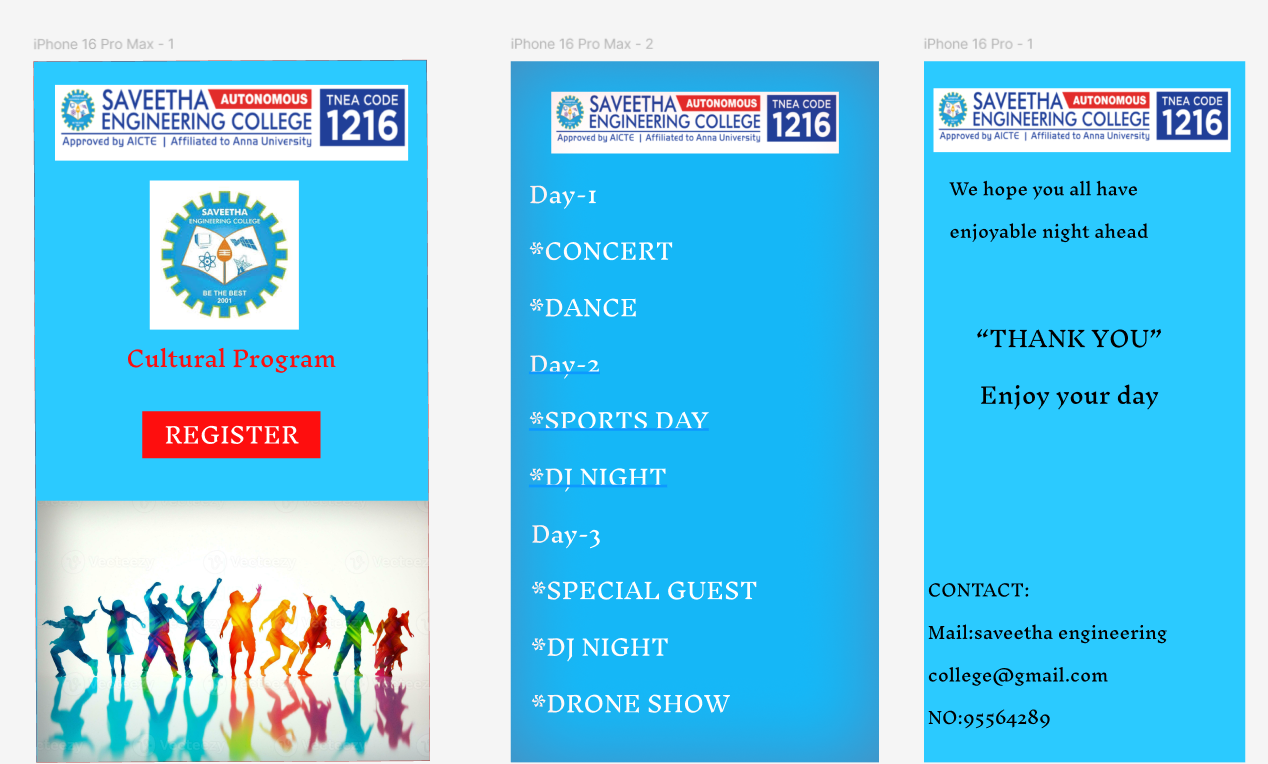 iPhone 16 Pro Max - 1
SAVEETHA AUTONOMOUS
ENGINEERING COLLEGE
Approved by AICTE | Affiliated to Anna University
TNEA CODE
1216
SAVEETHA
ENGINEERING COLLEGE
BE THE BEST
2001
Cultural Program
REGISTER
iPhone 16 Pro Max - 2
SAVEETHA AUTONOMOUS
ENGINEERING COLLEGE
Approved by AICTE | Affiliated to Anna University
TNEA CODE
1216
Day-1
*CONCERT
*DANCE
Day-2
*SPORTS DAY
*DJ NIGHT
Day-3
*SPECIAL GUEST
*DJ NIGHT
*DRONE SHOW
iPhone 16 Pro - 1
SAVEETHA AUTONOMOUS
ENGINEERING COLLEGE
Approved by AICTE | Affiliated to Anna University
TNEA CODE
1216
We hope you all have
enjoyable night ahead
“THANK YOU”
Enjoy your day
CONTACT:
Mail:saveetha engineering
college@gmail.com
NO:95564289